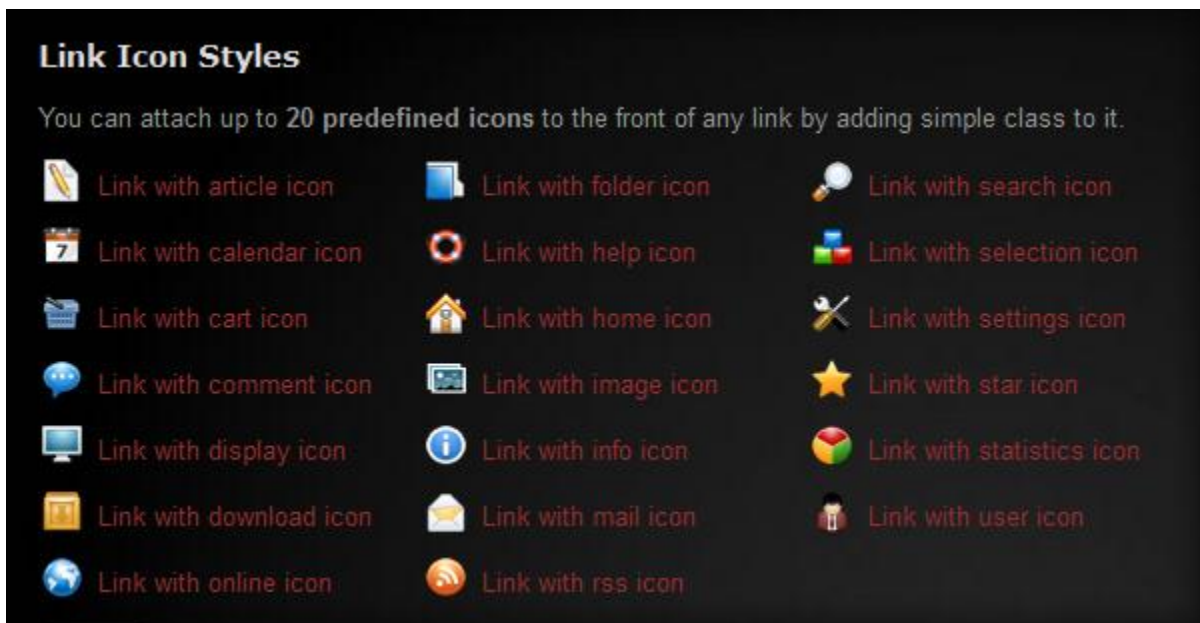 Link Icon Styles
You can attach up to 20 predefined icons to the front of any link by adding simple class to it.
Link with article icon
7
Link with calendar icon
Link with cart icon
Link with comment icon
Link with display icon
Link with download icon
Link with online icon
Link with folder icon
Link with help icon
Link with home icon
Link with image icon
Link with info icon
Link with mail icon
Link with rss icon
Link with search icon
Link with selection icon
Link with settings icon
Link with star icon
Link with statistics icon
Link with user icon